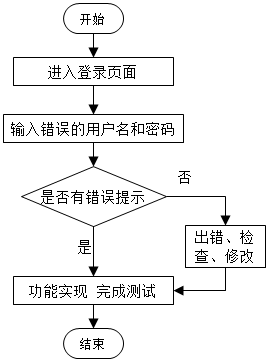 开始
进入登录页面
输入错误的用户名和密码
是否有错误提示
否
是
出错、检
查、修改
功能实现 完成测试
结束